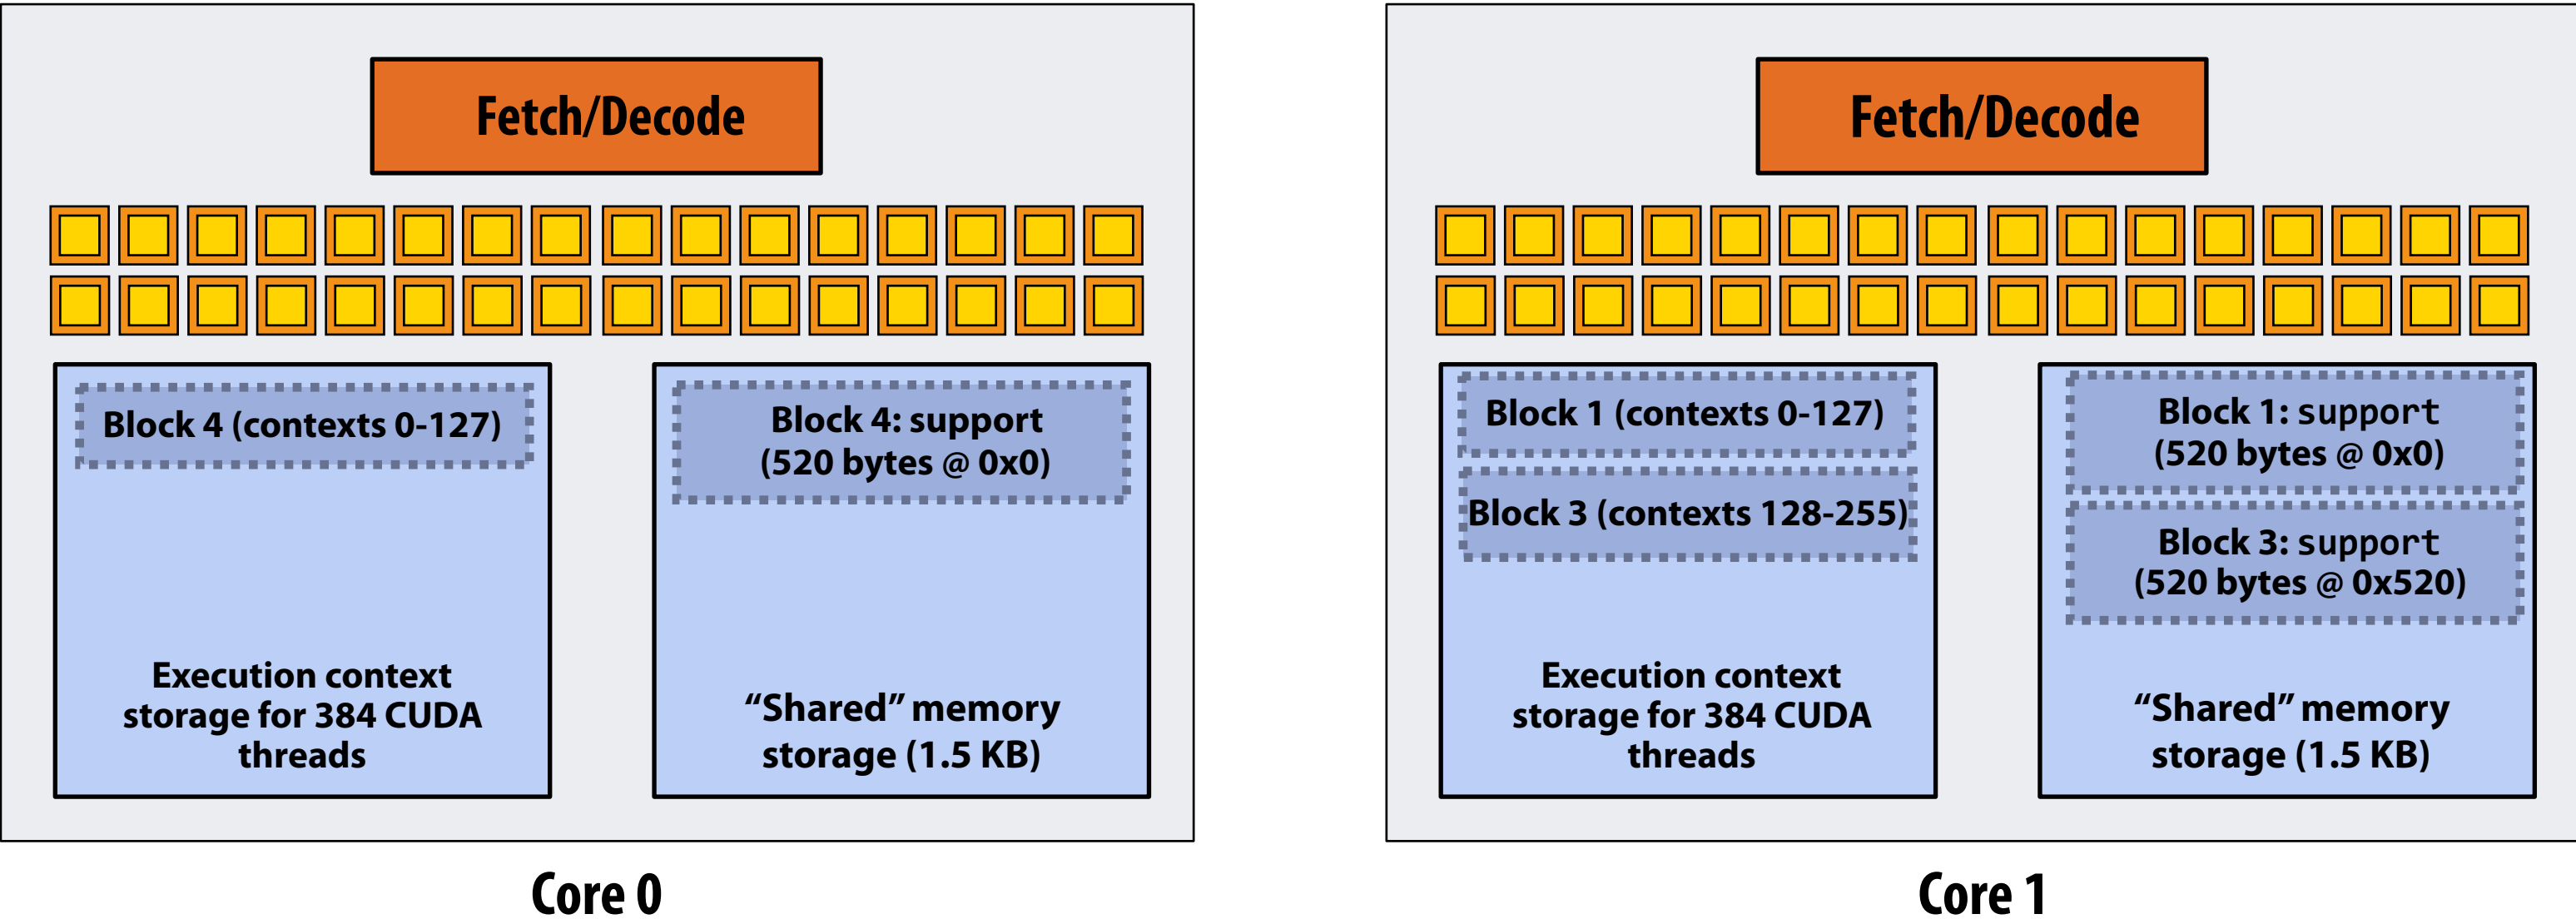 Fetch/Decode
Block 4 (contexts 0-127)
Block 4: support
(520 bytes @ 0x0)
Execution context
storage for 384 CUDA
threads
“Shared” memory
storage (1.5 KB)
Core 0
Fetch/Decode
Block 1 (contexts 0-127)
Block 3 (contexts 128-255)
Block 1: support
(520 bytes @ 0x0)
Block 3: support
(520 bytes @ 0x520)
Execution context
storage for 384 CUDA
threads
“Shared” memory
storage (1.5 KB)
Core 1